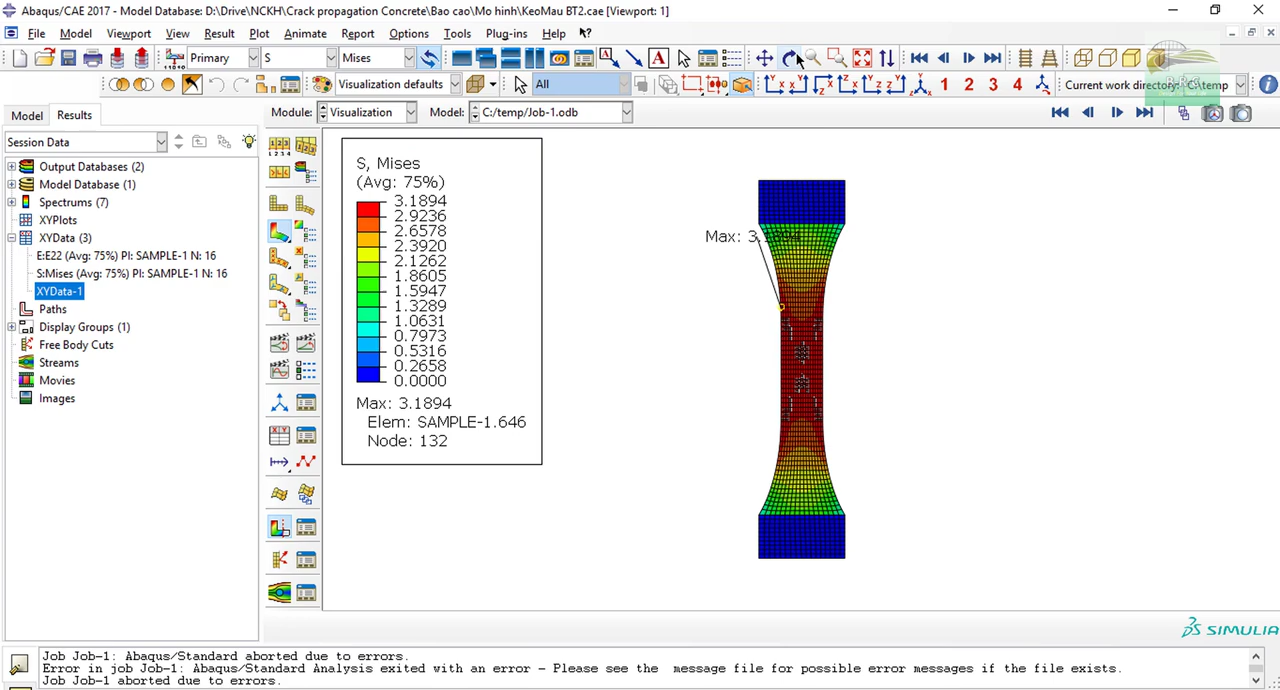 Abaqus/CAE 2017 - Model Database: D:\Drive\NCKH\Crack propagation Concrete\Bao cao\Mo hinh\KeoMau BT2.cae [Viewport: 1]
File Model Viewport View Result Plot Animate Report Options Tools Plug-ins Help
Primary S Mises
Visualization defaults All 1 2 3 4 Current work directory: C:\temp
Model Results Module: Visualization Model: C:/temp/Job-1.odb
Session Data
Output Databases (2)
Model Database (1)
Spectrums (7)
XYPlots
XYData (3)
E:E22 (Avg: 75%) PI: SAMPLE-1 N: 16
S:Mises (Avg: 75%) PI: SAMPLE-1 N: 16
XYData-1
Paths
Display Groups (1)
Free Body Cuts
Streams
Movies
Images
S, Mises
(Avg: 75%)
3.1894
2.9236
2.6578
2.3920
2.1262
1.8605
1.5947
1.3289
1.0631
0.7973
0.5316
0.2658
0.0000
Max: 3.1894
Elem: SAMPLE-1.646
Node: 132
Max: 3.1894
SIMULIA
Job Job-1: Abaqus/Standard aborted due to errors.
Error in job Job-1: Abaqus/Standard Analysis exited with an error - Please see the message file for possible error messages if the file exists.
Job Job-1 aborted due to errors.